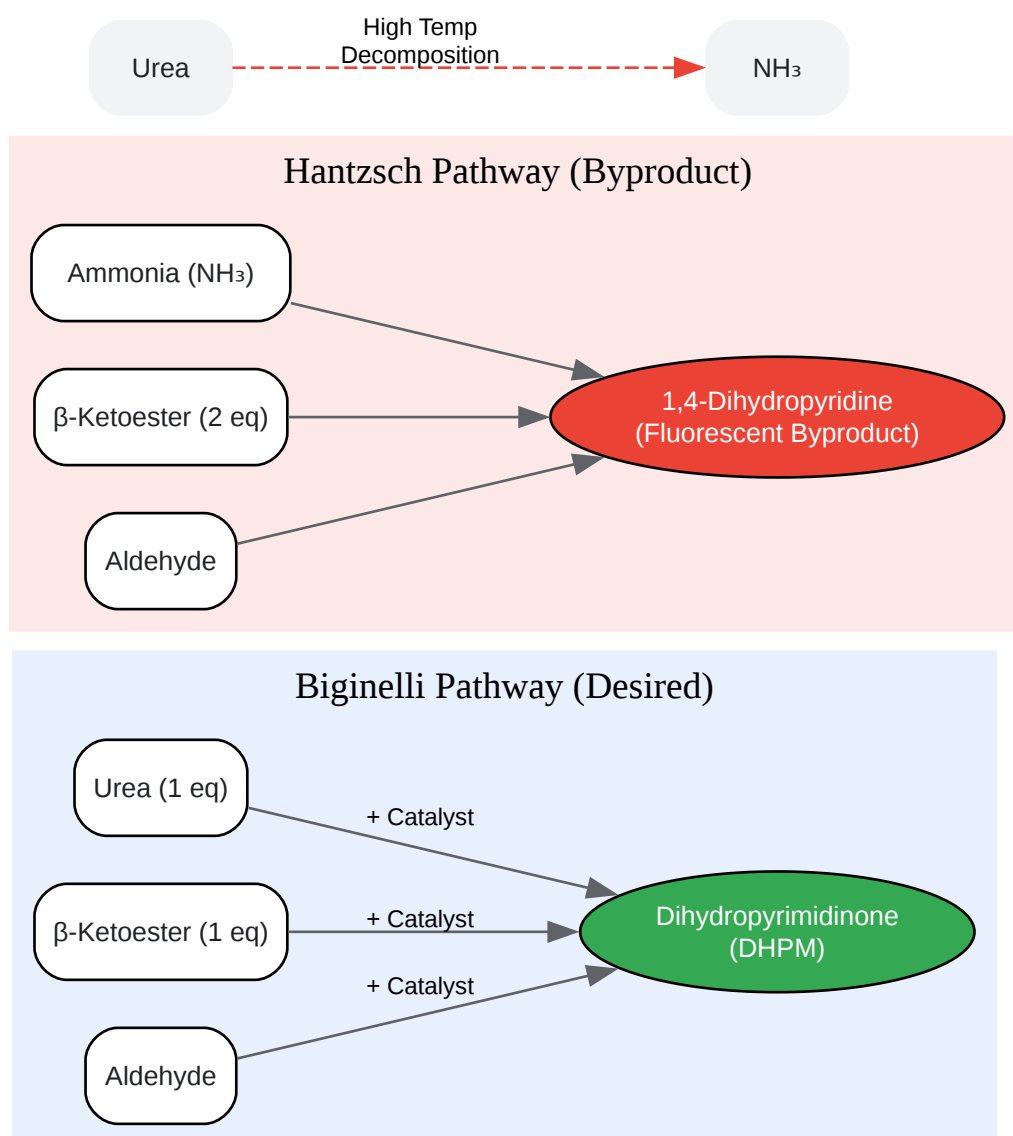 High Temp
Decomposition
Urea
NH₃
Hantzsch Pathway (Byproduct)
Ammonia (NH₃)
β-Ketoester (2 eq)
1,4-Dihydropyridine
(Fluorescent Byproduct)
Aldehyde
Biginelli Pathway (Desired)
Urea (1 eq)
+ Catalyst
β-Ketoester (1 eq)
+ Catalyst
Dihydropyrimidinone
(DHPM)
+ Catalyst
Aldehyde